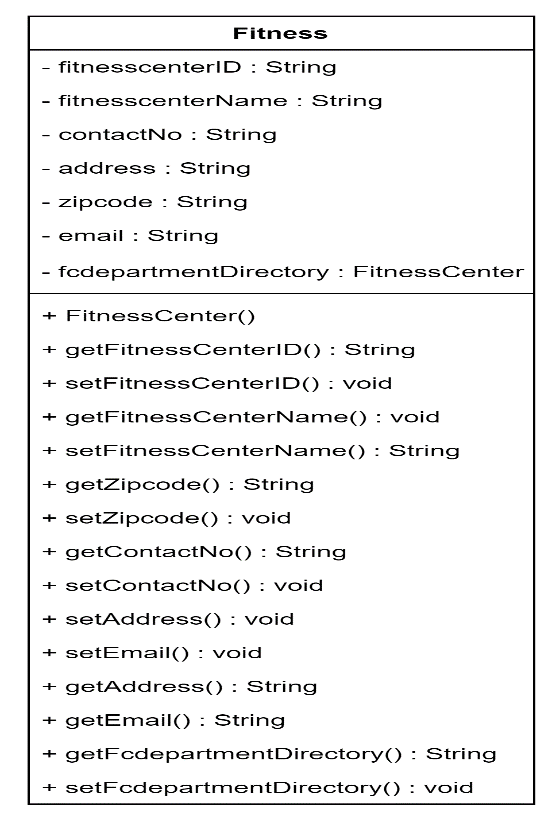 Fitness
- fitnesscenterID : String
- fitnesscenterName : String
- contactNo : String
- address : String
- zipcode : String
- email : String
- fcdepartmentDirectory : FitnessCenter
+ FitnessCenter()
+ getFitnessCenterID() : String
+ setFitnessCenterID() : void
+ getFitnessCenterName() : void
+ setFitnessCenterName() : String
+ getZipcode() : String
+ setZipcode() : void
+ getContactNo() : String
+ setContactNo() : void
+ setAddress() : void
+ setEmail() : void
+ getAddress() : String
+ getEmail() : String
+ getFcdepartmentDirectory() : String
+ setFcdepartmentDirectory() : void